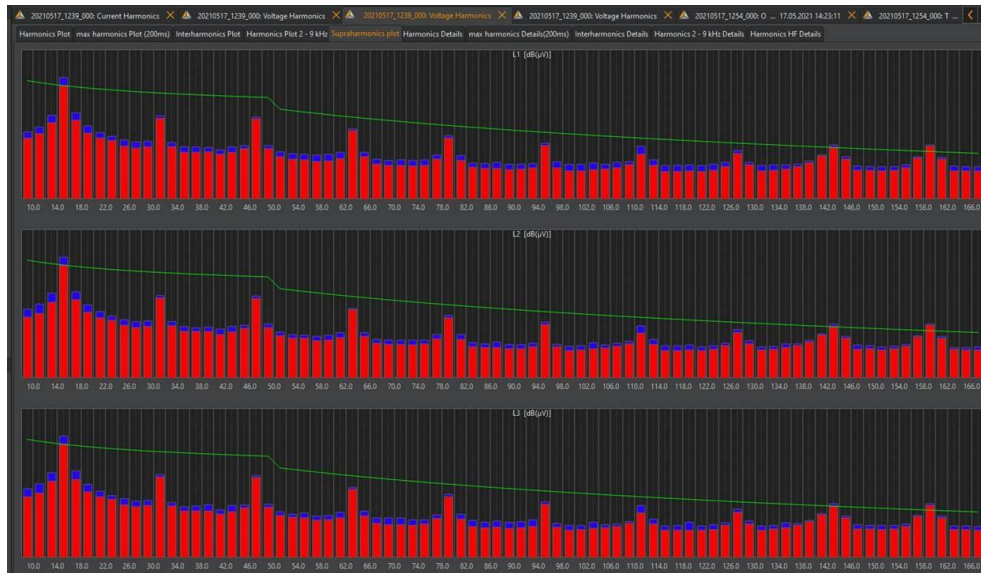 20210517_1239_000: Current Harmonics 20210517_1239_000: Voltage Harmonics 20210517_1239_000: Voltage Harmonics 20210517_1239_000: Voltage Harmonics 20210517_1254_000: O ... 17.05.2021 14:23:11 20210517_1254_000: T ...
Harmonics Plot max harmonics Plot (200ms) Interharmonics Plot Harmonics Plot 2 - 9 kHz Supraharmonics plot Harmonics Details max harmonics Details(200ms) Interharmonics Details Harmonics 2 - 9 kHz Details Harmonics HF Details
L1 [dB(μV)]
10.0 14.0 18.0 22.0 26.0 30.0 34.0 38.0 42.0 46.0 50.0 54.0 58.0 62.0 66.0 70.0 74.0 78.0 82.0 86.0 90.0 94.0 98.0 102.0 106.0 110.0 114.0 118.0 122.0 126.0 130.0 134.0 138.0 142.0 146.0 150.0 154.0 158.0 162.0 166.0
L2 [dB(μV)]
10.0 14.0 18.0 22.0 26.0 30.0 34.0 38.0 42.0 46.0 50.0 54.0 58.0 62.0 66.0 70.0 74.0 78.0 82.0 86.0 90.0 94.0 98.0 102.0 106.0 110.0 114.0 118.0 122.0 126.0 130.0 134.0 138.0 142.0 146.0 150.0 154.0 158.0 162.0 166.0
L3 [dB(μV)]
10.0 14.0 18.0 22.0 26.0 30.0 34.0 38.0 42.0 46.0 50.0 54.0 58.0 62.0 66.0 70.0 74.0 78.0 82.0 86.0 90.0 94.0 98.0 102.0 106.0 110.0 114.0 118.0 122.0 126.0 130.0 134.0 138.0 142.0 146.0 150.0 154.0 158.0 162.0 166.0